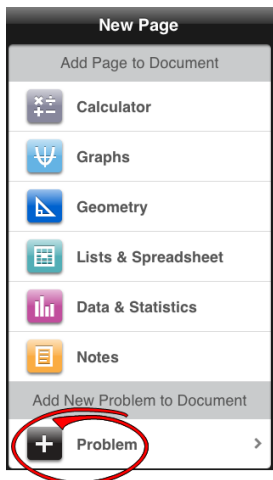 New Page
Add Page to Document
Calculator
Graphs
Geometry
Lists & Spreadsheet
Data & Statistics
Notes
Add New Problem to Document
Problem